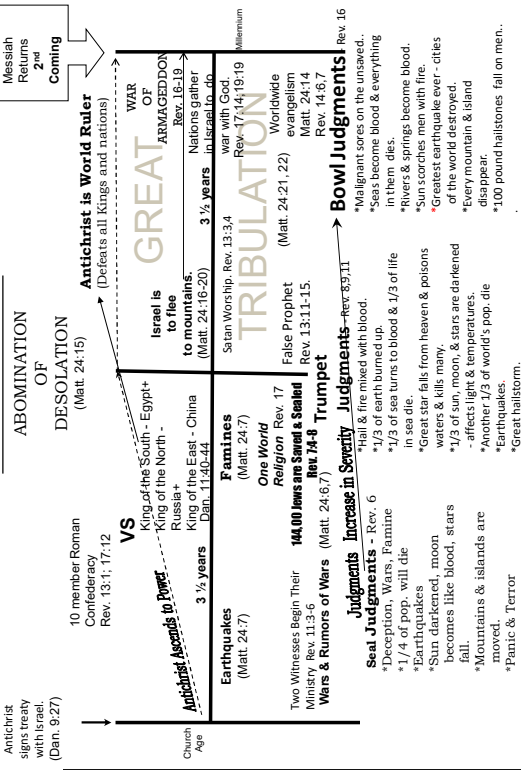 Antichrist
signs treaty
with Israel.
(Dan. 9:27)
10 member Roman
Confederacy
Rev. 13:1; 17:12
ABOMINATION
OF
DESOLATION
(Matt. 24:15)
Messiah
Returns
2nd
Coming
Antichrist is World Ruler
(Defeats all Kings and nations)
VS
King of the South - Egypt+
King of the North -
Russia+
King of the East - China
Dan. 11:40-44
Antichrist Ascends to Power
3 ½ years
Church
Age
GREAT
WAR
OF
ARMAGEDDON
Rev. 16-19
Israel is
to flee
to mountains.
(Matt. 24:16-20)
3 ½ years
Nations gather
in Israel to do
war with God.
Rev. 17:14;19:19
Millennium
Earthquakes
(Matt. 24:7)
Famines
(Matt. 24:7)
One World
Religion Rev. 17
Satan Worship. Rev. 13:3,4
TRIBULATION
False Prophet
Rev. 13:11-15.
(Matt. 24:21, 22)
Worldwide
evangelism
Matt. 24:14
Rev. 14:6,7
Two Witnesses Begin Their
Ministry Rev. 11:3-6
144,00 Jews are Saved & Sealed
Rev. 7:4-8
Wars & Rumors of Wars (Matt. 24:6,7)
Judgments Increase in Severity
Seal Judgments - Rev. 6
*Deception, Wars, Famine
*1/4 of pop. will die
*Earthquakes
*Sun darkened, moon
becomes like blood, stars
fall.
*Mountains & islands are
moved.
*Panic & Terror
Trumpet
Judgments - Rev. 8,9,11
*Hail & fire mixed with blood.
*1/3 of earth burned up.
*1/3 of sea turns to blood & 1/3 of life
in sea die.
*Great star falls from heaven & poisons
waters & kills many.
*1/3 of sun, moon, & stars are darkened
- affects light & temperatures.
*Another 1/3 of world's pop. die
*Earthquakes.
*Great hailstorm.
Bowl Judgments Rev. 16
*Malignant sores on the unsaved..
*Seas become blood & everything
in them dies.
*Rivers & springs become blood.
*Sun scorches men with fire.
*Greatest earthquake ever - cities
of the world destroyed.
*Every mountain & island
disappear.
*100 pound hailstones fall on men..
.